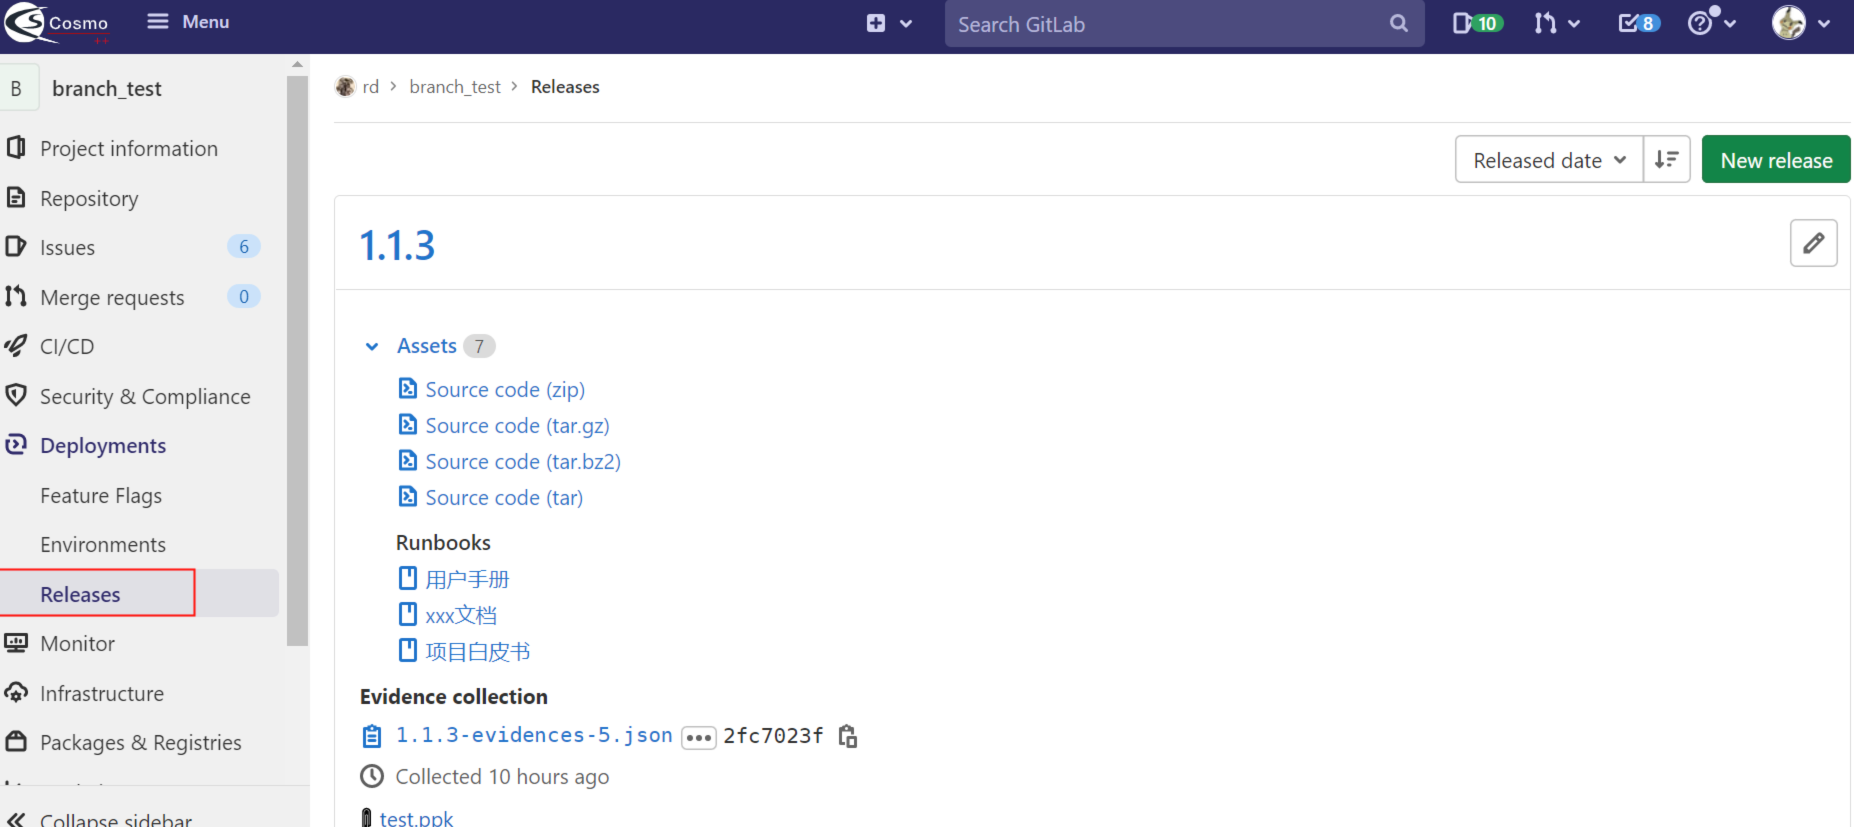 Cosmo
++
Menu
Search GitLab
10
8
B
branch_test
Project information
Repository
Issues 6
Merge requests 0
CI/CD
Security & Compliance
Deployments
Feature Flags
Environments
Releases
Monitor
Infrastructure
Packages & Registries
Collapse sidebar
rd > branch_test > Releases
Released date
New release
1.1.3
Assets 7
Source code (zip)
Source code (tar.gz)
Source code (tar.bz2)
Source code (tar)
Runbooks
用户手册
xxx文档
项目白皮书
Evidence collection
1.1.3-evidences-5.json ••• 2fc7023f
Collected 10 hours ago
test.ppk